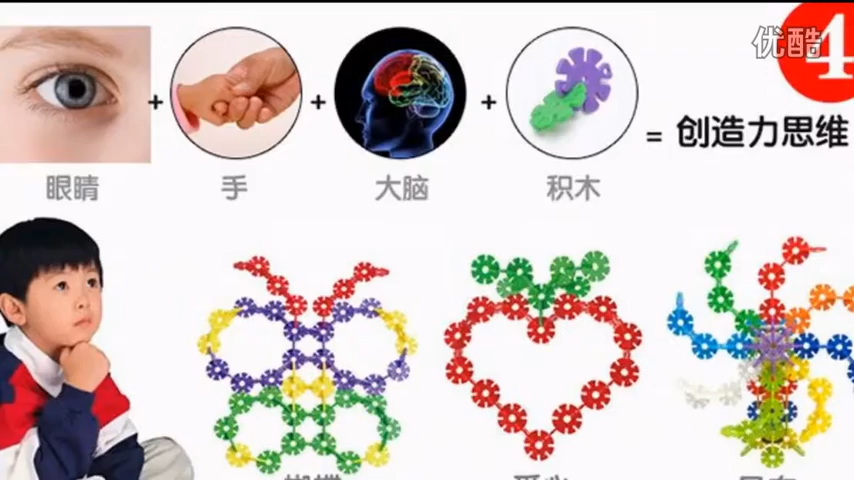 优酷
4
+ + + = 创造力思维
眼睛 手 大脑 积木